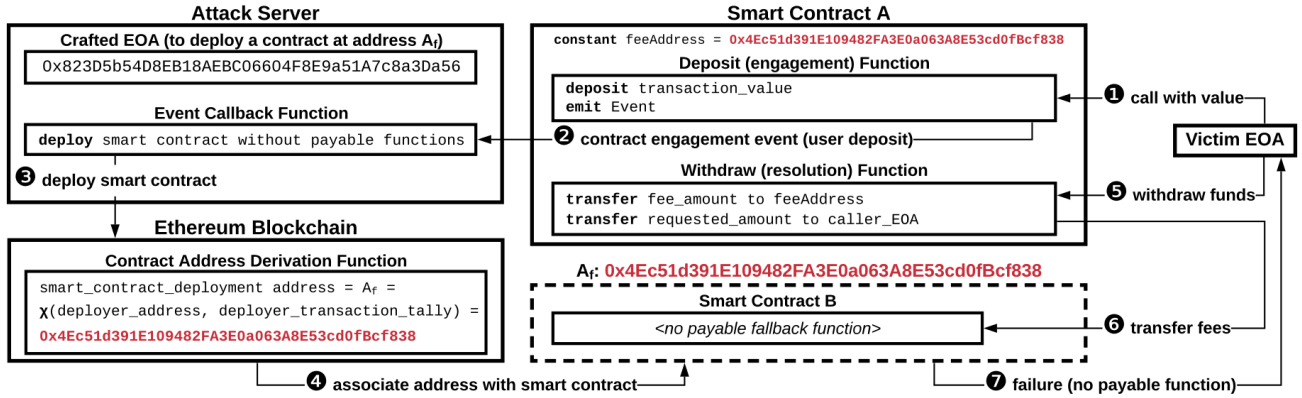 Attack Server
Crafted EOA (to deploy a contract at address Af)
0x823D5b54D8EB18AEBC06604F8E9a51A7c8a3Da56
Event Callback Function
deploy smart contract without payable functions
❸ deploy smart contract
Ethereum Blockchain
Contract Address Derivation Function
smart_contract_deployment address = Af =
χ(deployer_address, deployer_transaction_tally) =
0x4Ec51d391E109482FA3E0a063A8E53cd0fBcf838
❹ associate address with smart contract
Smart Contract A
constant feeAddress = 0x4Ec51d391E109482FA3E0a063A8E53cd0fBcf838
Deposit (engagement) Function
deposit transaction_value
emit Event
❷ contract engagement event (user deposit)
Withdraw (resolution) Function
transfer fee_amount to feeAddress
transfer requested_amount to caller_EOA
Af: 0x4Ec51d391E109482FA3E0a063A8E53cd0fBcf838
Smart Contract B
<no payable fallback function>
❶ call with value
Victim EOA
❺ withdraw funds
❻ transfer fees
❼ failure (no payable function)